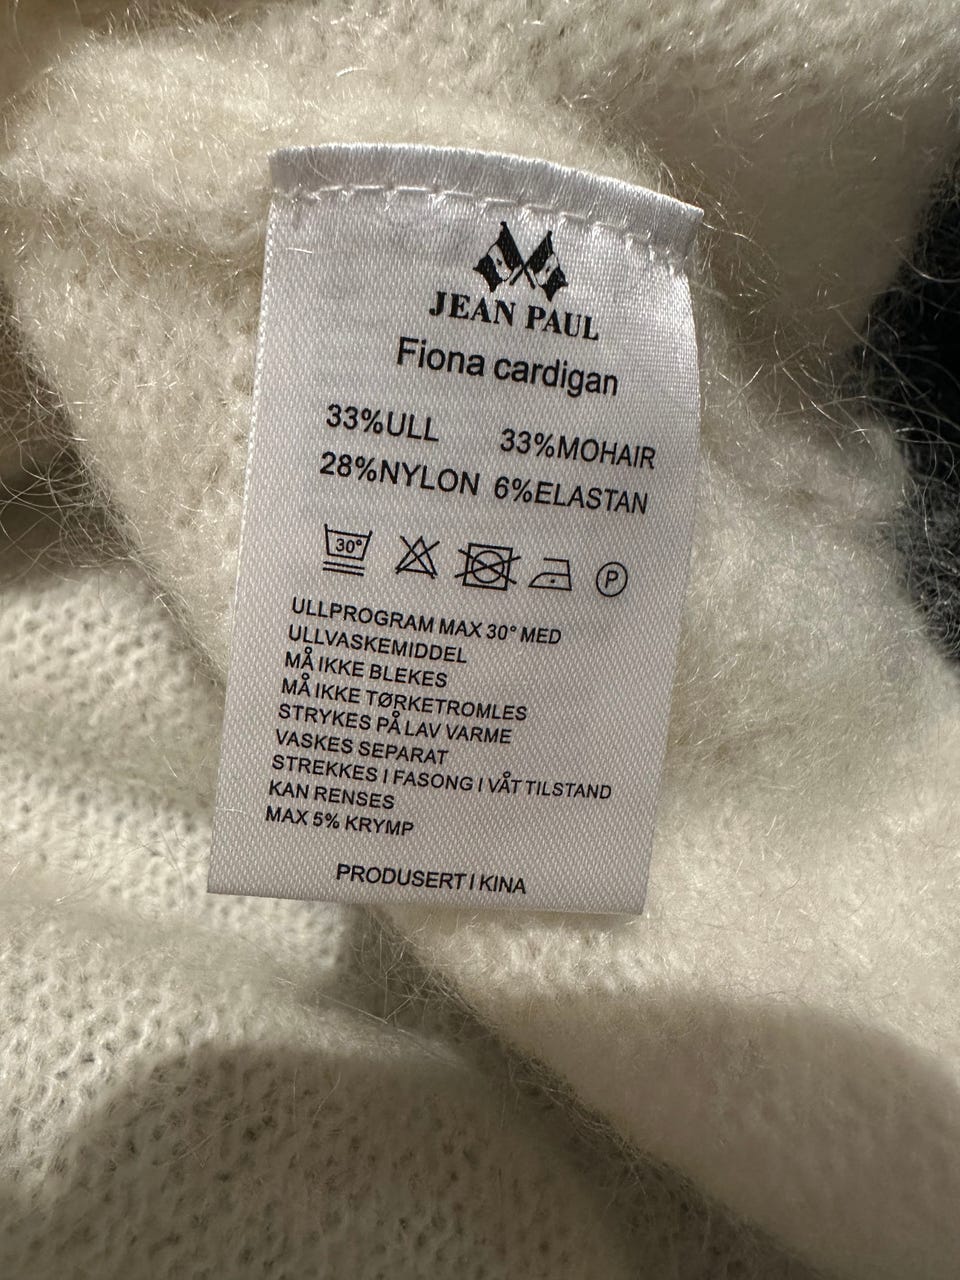 JEAN PAUL
Fiona cardigan
33%ULL 33%MOHAIR
28%NYLON 6%ELASTAN
30° P
ULLPROGRAM MAX 30° MED
ULLVASKEMIDDEL
MÅ IKKE BLEKES
MÅ IKKE TØRKETROMLES
STRYKES PÅ LAV VARME
VASKES SEPARAT
STREKKES I FASONG I VÅT TILSTAND
KAN RENSES
MAX 5% KRYMP
PRODUSERT I KINA